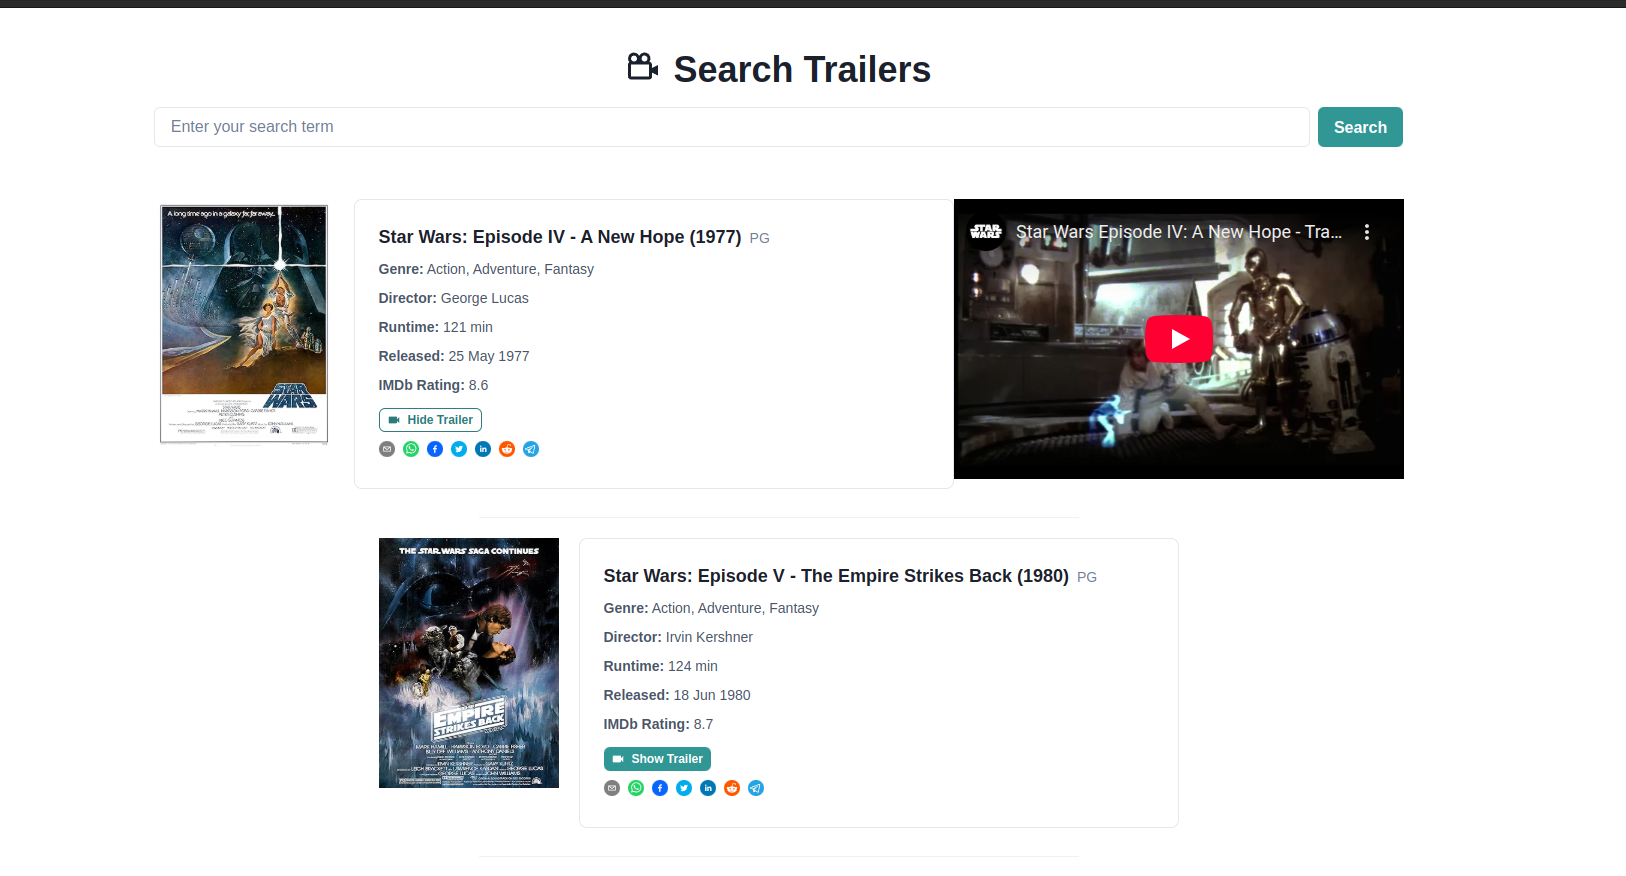 Search Trailers
Enter your search term
Search
A long time ago in a galaxy far, far away...
STAR
WARS
Star Wars: Episode IV - A New Hope (1977) PG
Genre: Action, Adventure, Fantasy
Director: George Lucas
Runtime: 121 min
Released: 25 May 1977
IMDb Rating: 8.6
Hide Trailer
STAR
WARS
Star Wars Episode IV: A New Hope - Tra...
THE STAR WARS SAGA CONTINUES
THE
EMPIRE
STRIKES BACK
Star Wars: Episode V - The Empire Strikes Back (1980) PG
Genre: Action, Adventure, Fantasy
Director: Irvin Kershner
Runtime: 124 min
Released: 18 Jun 1980
IMDb Rating: 8.7
Show Trailer